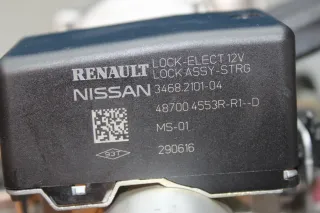 LOCK-ELECT 12V
RENAULT LOCK ASSY-STRG
NISSAN 3468.2101-04
48700 4553R-R1--D
MS-01
290616